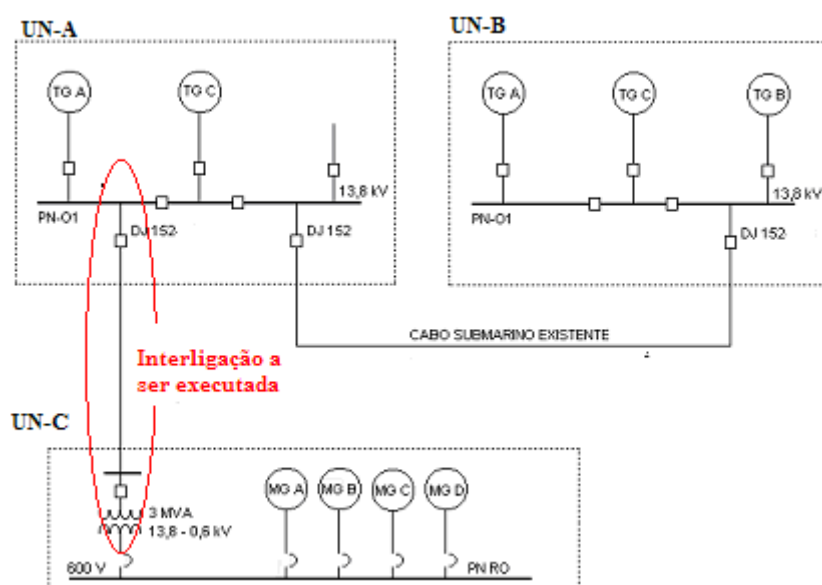 UN-A
UN-B
TG A
TG C
TG A
TG C
TG B
13,8 kV
13,8 kV
PN-01
PN-01
DJ 152
DJ 152
DJ 152
CABO SUBMARINO EXISTENTE
Interligação a
ser executada
UN-C
MG A
MG B
MG C
MG D
3 MVA
13,8 - 0,6 kV
600 V
PN RO